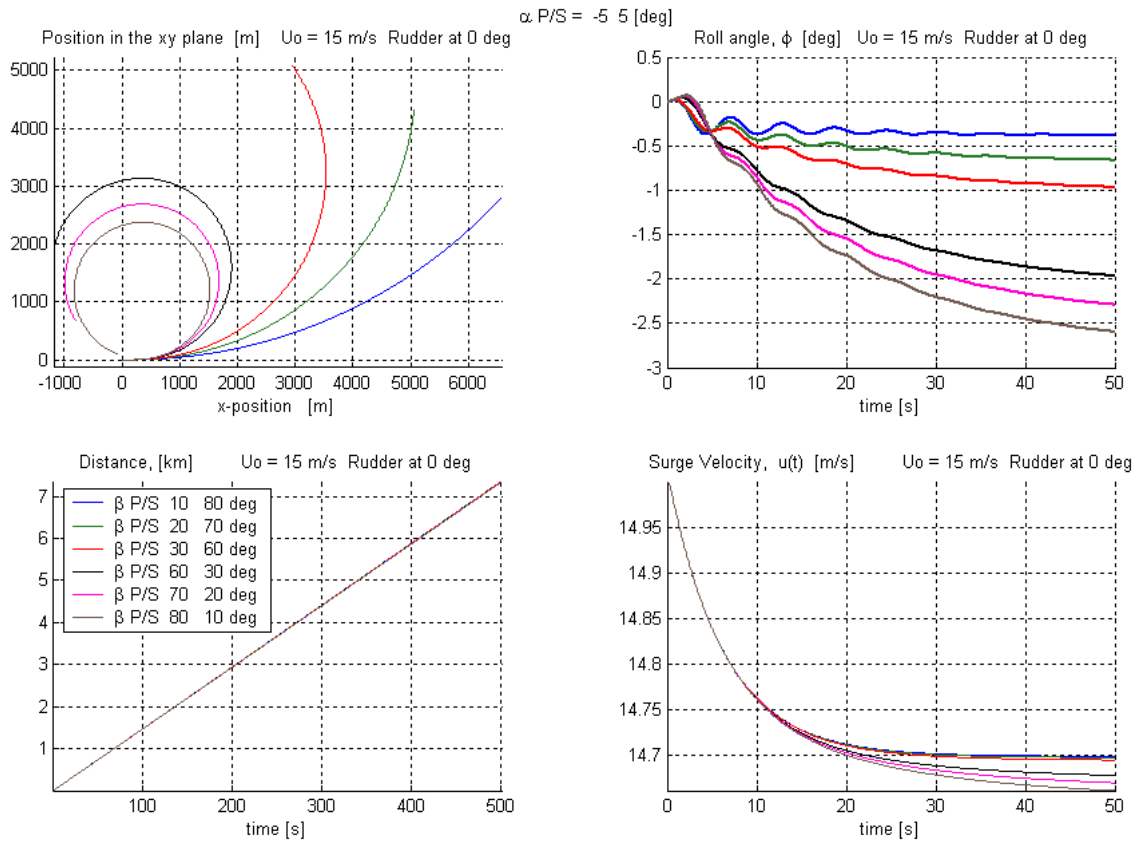 α P/S = -5 5 [deg]
Position in the xy plane [m] Uo = 15 m/s Rudder at 0 deg
5000
4000
3000
2000
1000
0
-1000 0 1000 2000 3000 4000 5000 6000
x-position [m]
Roll angle, ϕ [deg] Uo = 15 m/s Rudder at 0 deg
0.5
0
-0.5
-1
-1.5
-2
-2.5
-3
0 10 20 30 40 50
time [s]
Distance, [km] Uo = 15 m/s Rudder at 0 deg
7
6
5
4
3
2
1
β P/S 10 80 deg
β P/S 20 70 deg
β P/S 30 60 deg
β P/S 60 30 deg
β P/S 70 20 deg
β P/S 80 10 deg
100 200 300 400 500
time [s]
Surge Velocity, u(t) [m/s] Uo = 15 m/s Rudder at 0 deg
14.95
14.9
14.85
14.8
14.75
14.7
0 10 20 30 40 50
time [s]